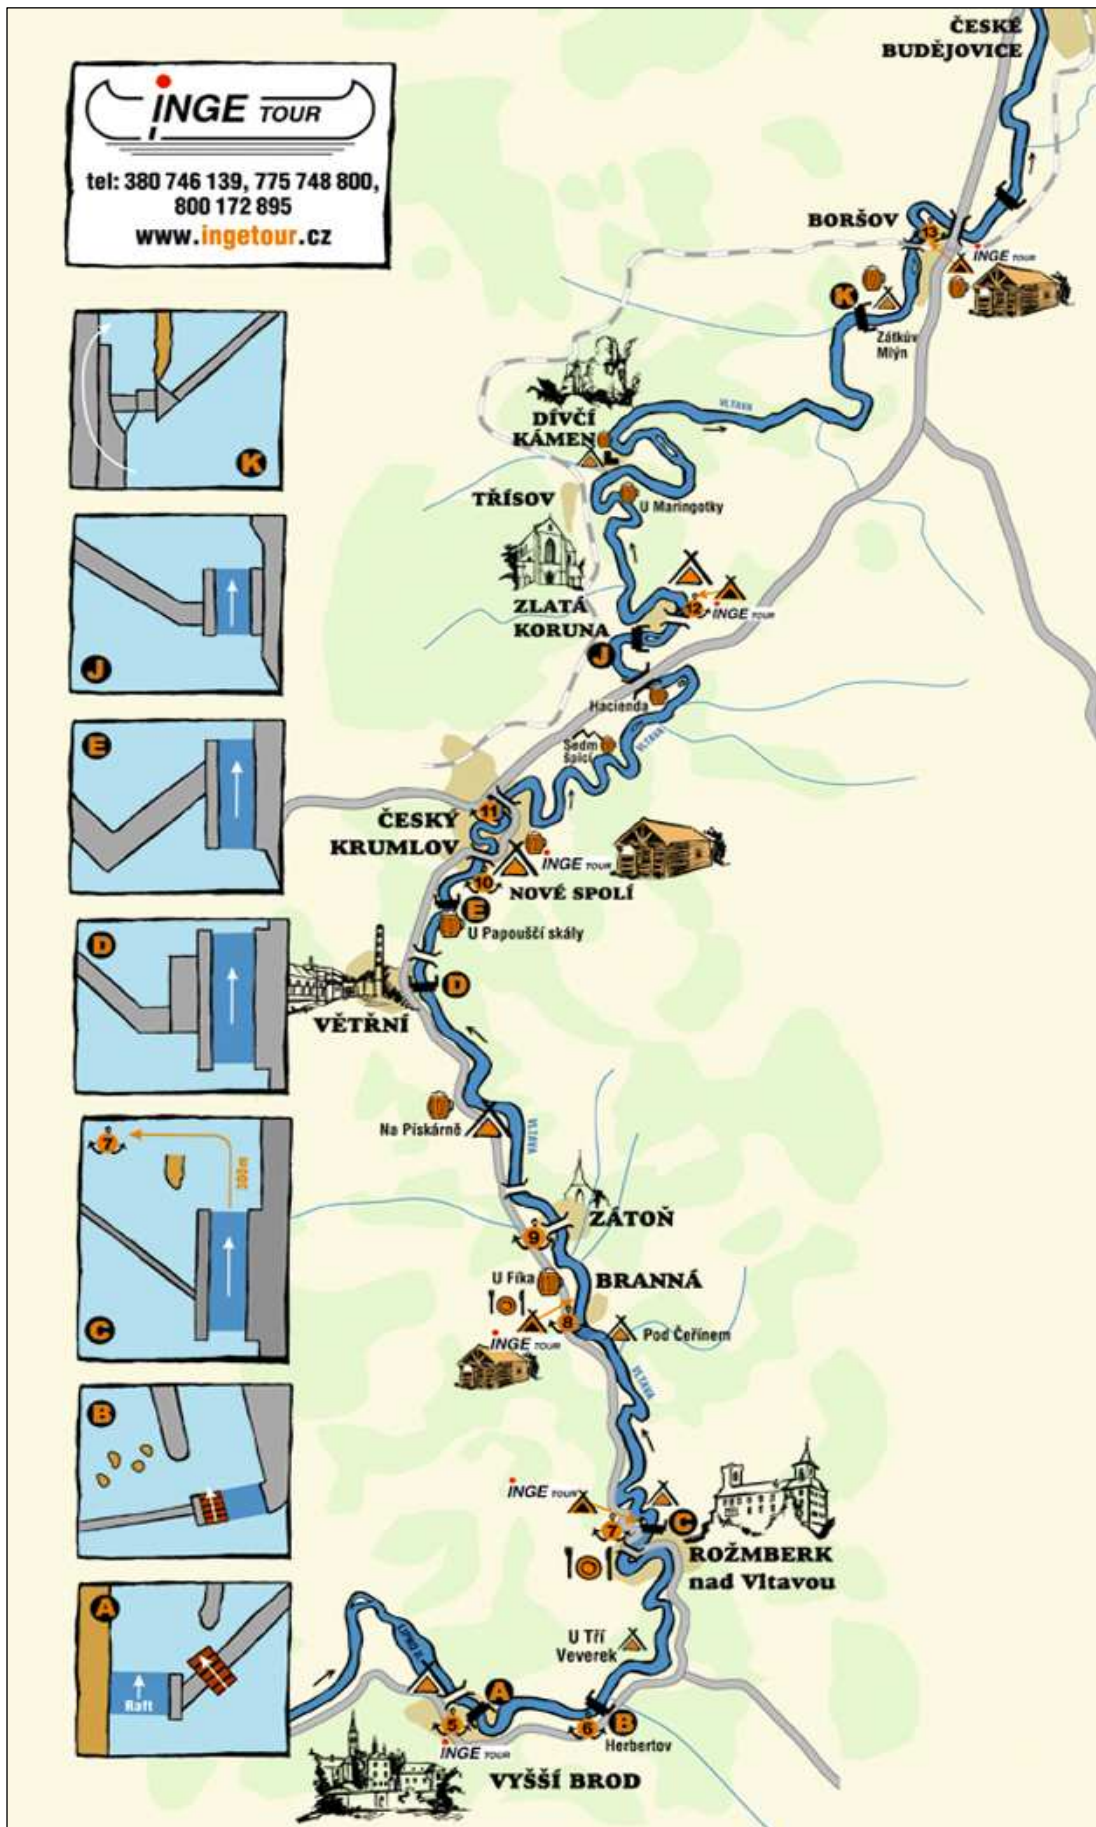 ČESKÉ
BUDĚJOVICE
iNGE TOUR
tel: 380 746 139, 775 748 800,
800 172 895
www.ingetour.cz
BORŠOV
13
iNGE TOUR
K
Zátkův
Mlýn
K
DÍVČÍ
KÁMEN
VLTAVA
TŘÍSOV
U Maringotky
J
ZLATÁ
KORUNA
12
iNGE TOUR
J
Hacienda
E
Sedm
špicí
VLTAVA
11
ČESKÝ
KRUMLOV
iNGE TOUR
10
NOVÉ SPOLÍ
E
U Papouščí skály
D
D
VĚTŘNÍ
Na Pískárně
VLTAVA
7
300m
C
ZÁTOŇ
9
U Fíka
BRANNÁ
8
Pod Čeřínem
iNGE TOUR
VLTAVA
B
iNGE TOUR
7
C
ROŽMBERK
nad Vltavou
A
Raft
U Tří
Veverek
LIPNO II.
A
5
6
B
Herbertov
iNGE TOUR
VYŠŠÍ BROD